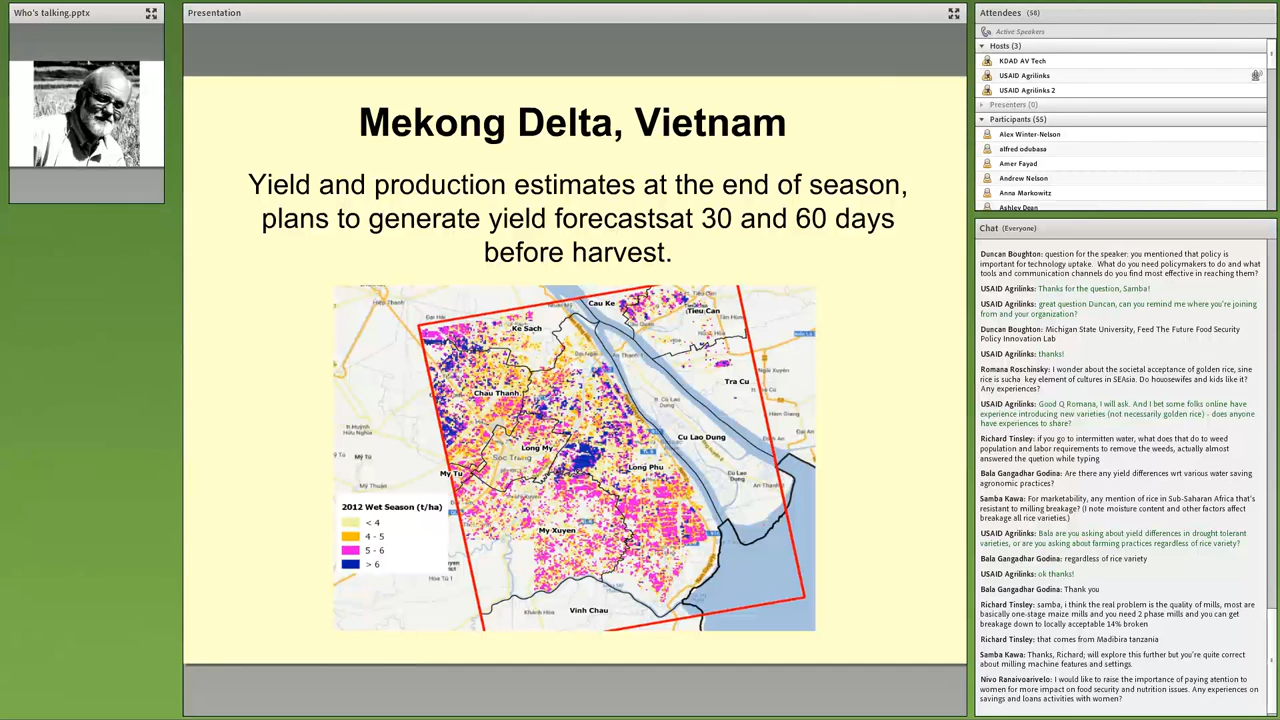 Who's talking.pptx
Presentation
Mekong Delta, Vietnam
Yield and production estimates at the end of season,
plans to generate yield forecastsat 30 and 60 days
before harvest.
Hiệp Thạnh
Cau Ke
Tieu Can
Ke Sach
Tra Cu
Chau Thanh
Cu Lao Dung
Long My
Soc Trang
Long Phu
My Tu
My Xuyen
Vinh Chau
2012 Wet Season (t/ha)
< 4
4 - 5
5 - 6
> 6
Attendees (58)
Active Speakers
Hosts (3)
KDAD AV Tech
USAID Agrilinks
USAID Agrilinks 2
Presenters (0)
Participants (55)
Alex Winter-Nelson
alfred odubasa
Amer Fayad
Andrew Nelson
Anna Markowitz
Ashley Dean
Chat (Everyone)
Duncan Boughton: question for the speaker: you mentioned that policy is
important for technology uptake. What do you need policymakers to do and what
tools and communication channels do you find most effective in reaching them?
USAID Agrilinks: Thanks for the question, Samba!
USAID Agrilinks: great question Duncan, can you remind me where you're joining
from and your organization?
Duncan Boughton: Michigan State University, Feed The Future Food Security
Policy Innovation Lab
USAID Agrilinks: thanks!
Romana Roschinsky: I wonder about the societal acceptance of golden rice, sine
rice is sucha key element of cultures in SEAsia. Do housewifes and kids like it?
Any experiences?
USAID Agrilinks: Good Q Romana, I will ask. And I bet some folks online have
experience introducing new varieties (not necessarily golden rice) - does anyone
have experiences to share?
Richard Tinsley: if you go to intermitten water, what does that do to weed
population and labor requirements to remove the weeds, actually almost
answered the quetion while typing
Bala Gangadhar Godina: Are there any yield differences wrt various water saving
agronomic practices?
Samba Kawa: For marketability, any mention of rice in Sub-Saharan Africa that's
resistant to milling breakage? (I note moisture content and other factors affect
breakage all rice varieties.)
USAID Agrilinks: Bala are you asking about yield differences in drought tolerant
varieties, or are you asking about farming practices regardless of rice variety?
Bala Gangadhar Godina: regardless of rice variety
USAID Agrilinks: ok thanks!
Bala Gangadhar Godina: Thank you
Richard Tinsley: samba, i think the real problem is the quality of mills, most are
basically one-stage maize mills and you need 2 phase mills and you can get
breakage down to locally acceptable 14% broken
Richard Tinsley: that comes from Madibira tanzania
Samba Kawa: Thanks, Richard; will explore this further but you're quite correct
about milling machine features and settings.
Nivo Ranaivoarivelo: I would like to raise the importance of paying attention to
women for more impact on food security and nutrition issues. Any experiences on
savings and loans activities with women?